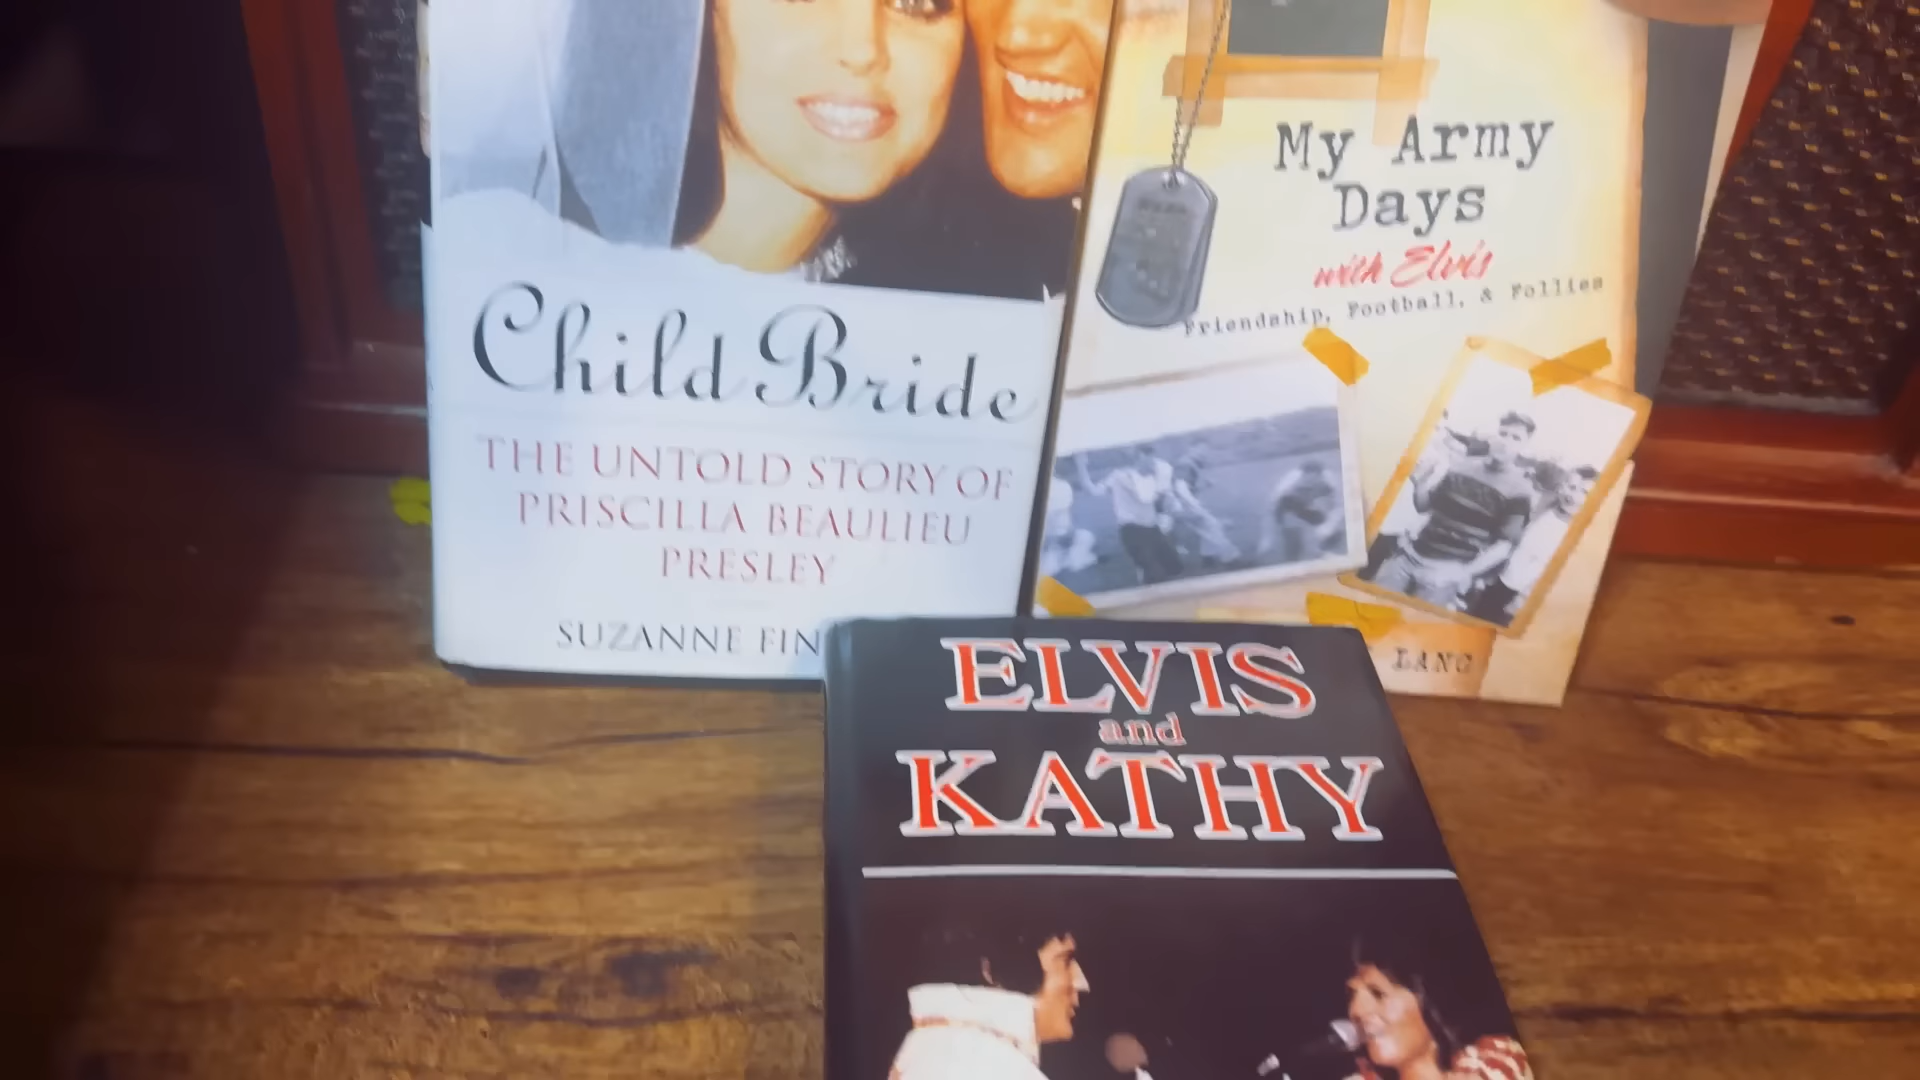 Child Bride
THE UNTOLD STORY OF
PRISCILLA BEAULIEU
PRESLEY
SUZANNE FIN
My Army
Days
with Elvis
Friendship, Football, & Follies
LANG
ELVIS
and
KATHY